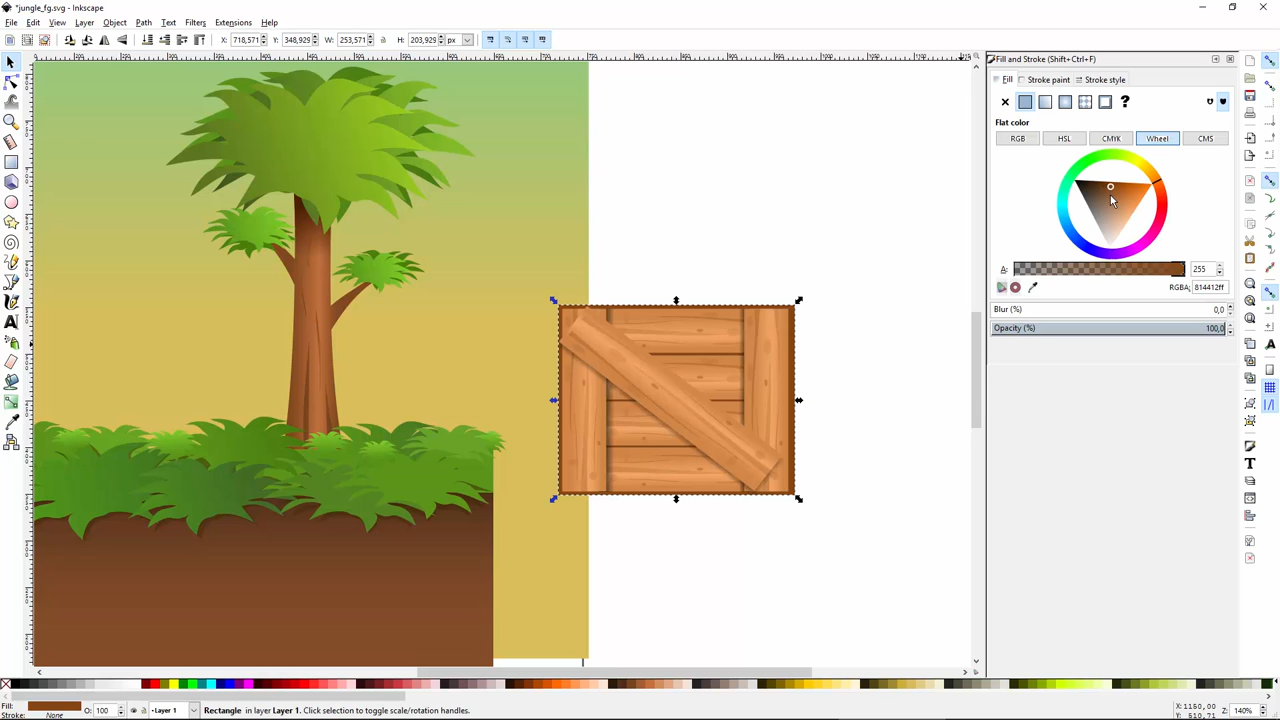 *jungle_fg.svg - Inkscape
File Edit View Layer Object Path Text Filters Extensions Help
X: 718,571 Y: 348,929 W: 253,571 H: 203,929 px
Fill and Stroke (Shift+Ctrl+F)
Fill Stroke paint Stroke style
?
Flat color
RGB HSL CMYK Wheel CMS
A: 255
RGBA: 814412ff
Blur (%) 0,0
Opacity (%) 100,0
Fill: O: 100 Layer 1 Rectangle in layer Layer 1. Click selection to toggle scale/rotation handles. X: 1150,00 Z: 140%
Stroke: None Y: 510,71